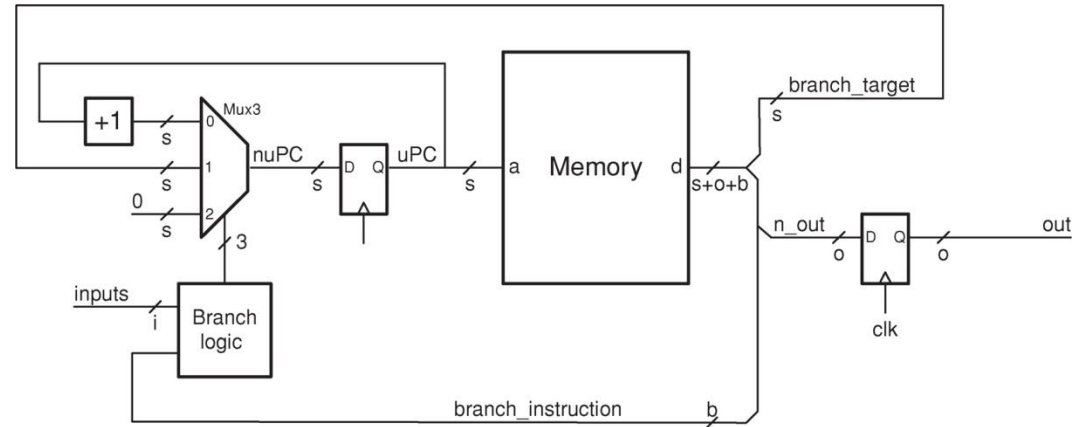 branch_target
s
+1
s
0
Mux3
nuPC
s
D
Q
uPC
s
a
Memory
d
s+o+b
s
1
0
s
2
n_out
o
D
Q
o
out
3
inputs
i
Branch
logic
clk
branch_instruction
b